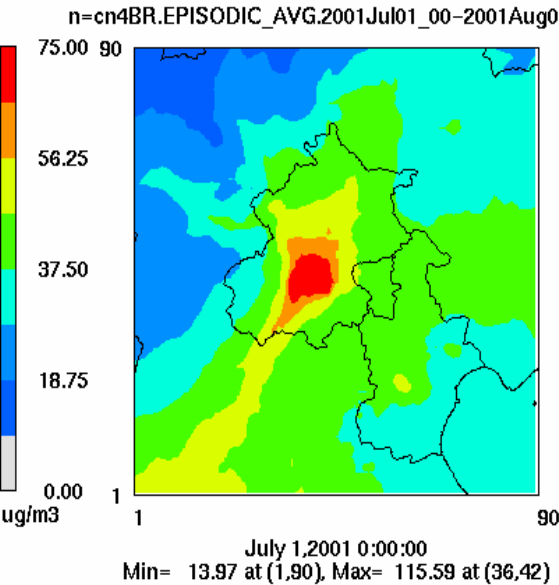 n=cn4BR.EPISODIC_AVG.2001Jul01_00-2001Aug0
75.00
90
56.25
37.50
18.75
0.00
1
ug/m3
1
90
July 1,2001 0:00:00
Min= 13.97 at (1,90), Max= 115.59 at (36,42)